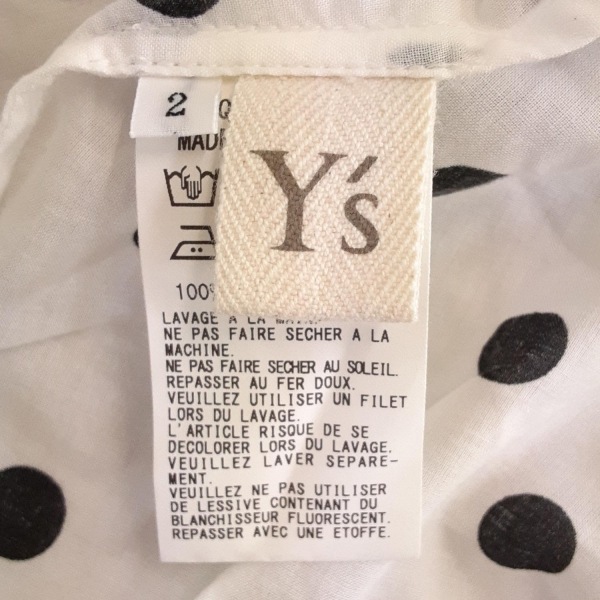 2
Y's
100%
LAVAGE A LA
NE PAS FAIRE SECHER A LA
MACHINE.
NE PAS FAIRE SECHER AU SOLEIL.
REPASSER AU FER DOUX.
VEUILLEZ UTILISER UN FILET
LORS DU LAVAGE.
L'ARTICLE RISQUE DE SE
DECOLORER LORS DU LAVAGE.
VEUILLEZ LAVER SEPARE-
MENT.
VEUILLEZ NE PAS UTILISER
DE LESSIVE CONTENANT DU
BLANCHISSEUR FLUORESCENT.
REPASSER AVEC UNE ETOFFE.